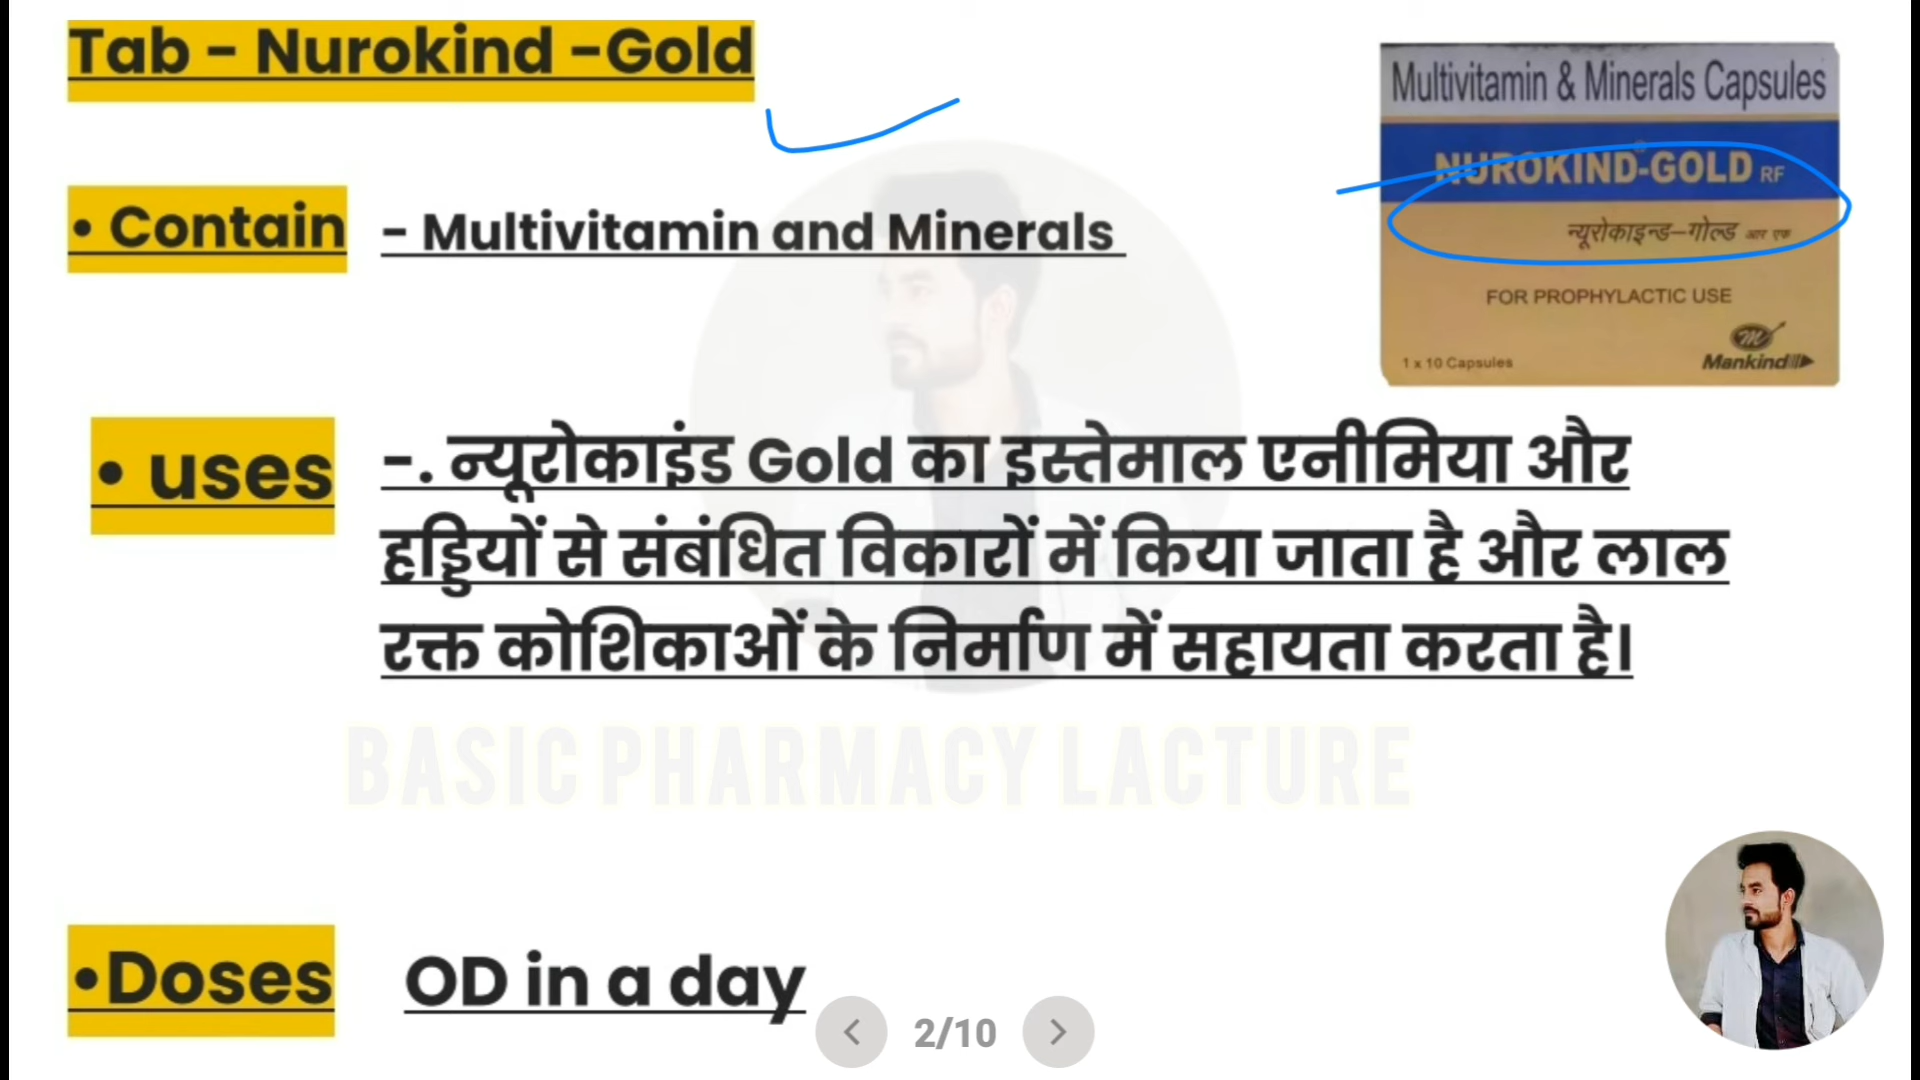 Tab - Nurokind -Gold
Multivitamin & Minerals Capsules
NUROKIND-GOLD RF
न्यूरोकाइन्ड-गोल्ड आर एफ
FOR PROPHYLACTIC USE
1 x 10 Capsules
Mankind
• Contain - Multivitamin and Minerals
• uses -. न्यूरोकाइंड Gold का इस्तेमाल एनीमिया और
हड्डियों से संबंधित विकारों में किया जाता है और लाल
रक्त कोशिकाओं के निर्माण में सहायता करता है।
BASIC PHARMACY LACTURE
•Doses OD in a day
2/10